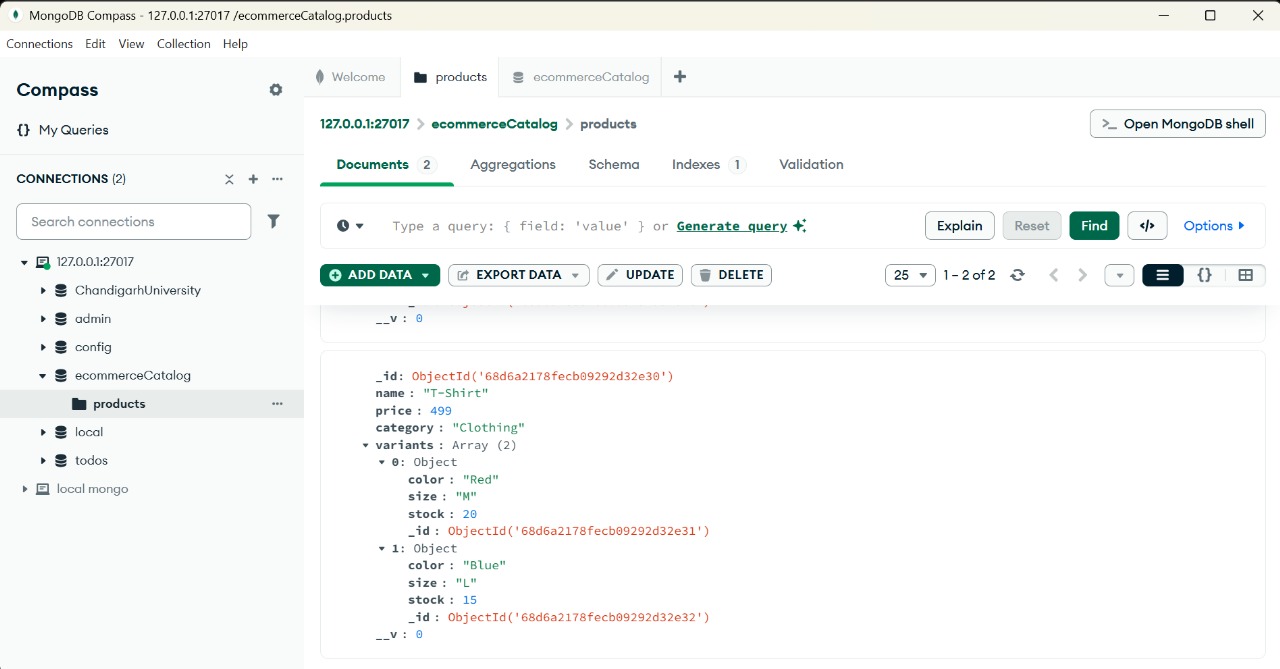 MongoDB Compass - 127.0.0.1:27017 /ecommerceCatalog.products
Connections Edit View Collection Help
Compass
{} My Queries
CONNECTIONS (2)
Search connections
127.0.0.1:27017
ChandigarhUniversity
admin
config
ecommerceCatalog
products
local
todos
local mongo
Welcome products ecommerceCatalog +
127.0.0.1:27017 > ecommerceCatalog > products
>_ Open MongoDB shell
Documents 2 Aggregations Schema Indexes 1 Validation
Type a query: { field: 'value' } or Generate query
Explain Reset Find </> Options
ADD DATA EXPORT DATA UPDATE DELETE
25 1 – 2 of 2 {}
__v : 0
_id: ObjectId('68d6a2178fecb09292d32e30')
name : "T-Shirt"
price : 499
category : "Clothing"
variants : Array (2)
0: Object
color : "Red"
size : "M"
stock : 20
_id : ObjectId('68d6a2178fecb09292d32e31')
1: Object
color : "Blue"
size : "L"
stock : 15
_id : ObjectId('68d6a2178fecb09292d32e32')
__v : 0